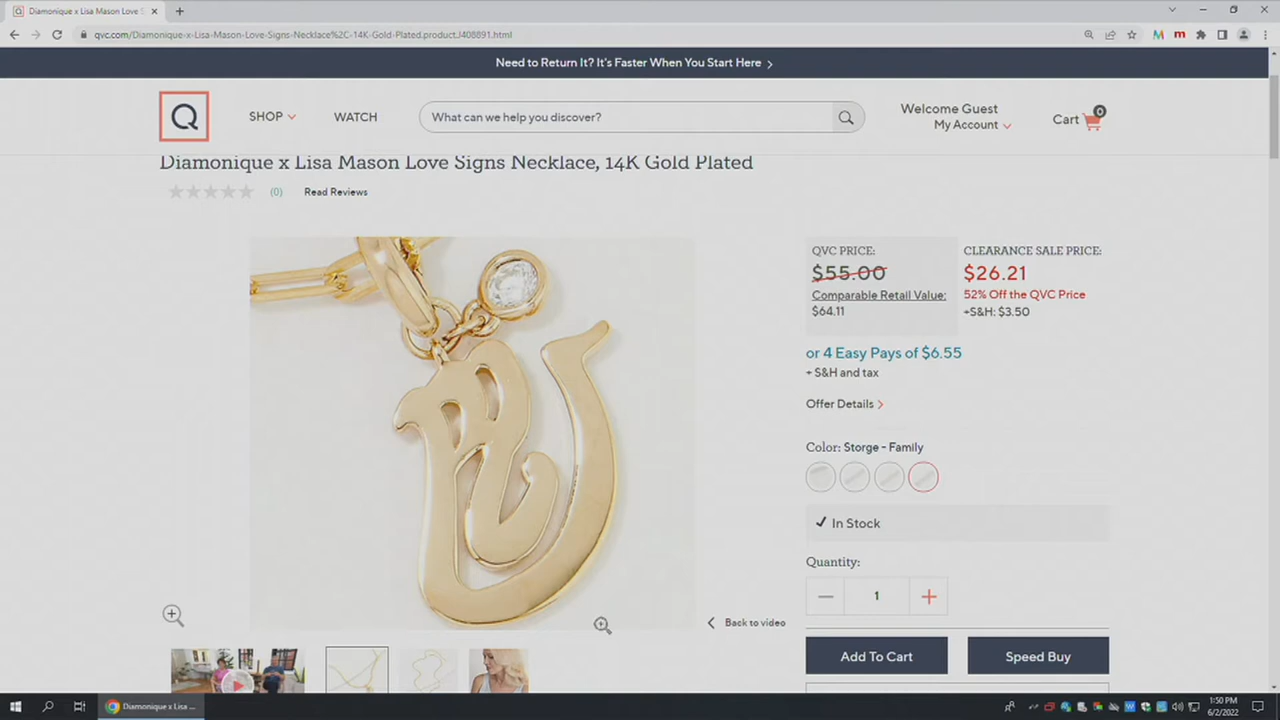 Diamonique x Lisa Mason Love S
qvc.com/Diamonique-x-Lisa-Mason-Love-Signs-Necklace%2C-14K-Gold-Plated.product.J408891.html
Need to Return It? It's Faster When You Start Here
Q
SHOP
WATCH
What can we help you discover?
Welcome Guest
My Account
Cart
0
Diamonique x Lisa Mason Love Signs Necklace, 14K Gold Plated
(0)
Read Reviews
QVC PRICE:
$55.00
Comparable Retail Value:
$64.11
CLEARANCE SALE PRICE:
$26.21
52% Off the QVC Price
+S&H: $3.50
or 4 Easy Pays of $6.55
+ S&H and tax
Offer Details
Color: Storge - Family
In Stock
Quantity:
1
Back to video
Add To Cart
Speed Buy
Diamonique x Lisa ...
1:50 PM
6/2/2022